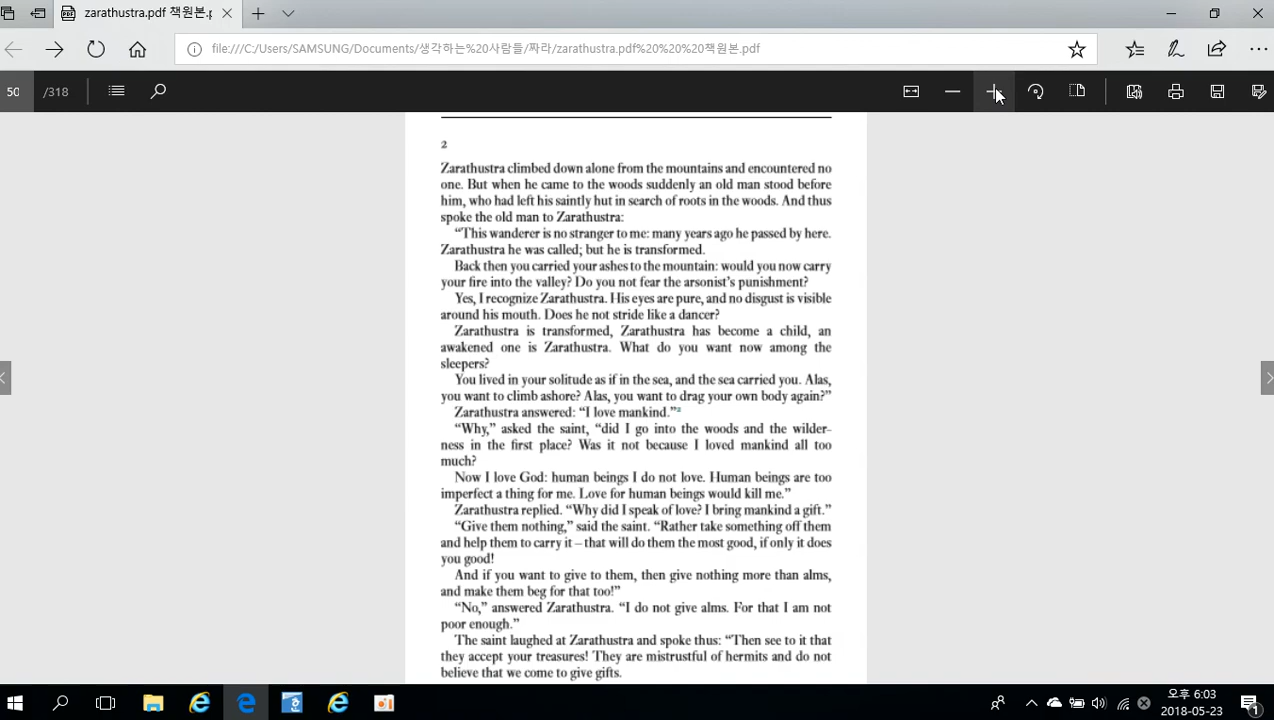 zarathustra.pdf 책원본.p
file:///C:/Users/SAMSUNG/Documents/생각하는%20사람들/짜라/zarathustra.pdf%20%20%20책원본.pdf
50 /318
2
Zarathustra climbed down alone from the mountains and encountered no
one. But when he came to the woods suddenly an old man stood before
him, who had left his saintly hut in search of roots in the woods. And thus
spoke the old man to Zarathustra:
“This wanderer is no stranger to me: many years ago he passed by here.
Zarathustra he was called; but he is transformed.
Back then you carried your ashes to the mountain: would you now carry
your fire into the valley? Do you not fear the arsonist’s punishment?
Yes, I recognize Zarathustra. His eyes are pure, and no disgust is visible
around his mouth. Does he not stride like a dancer?
Zarathustra is transformed, Zarathustra has become a child, an
awakened one is Zarathustra. What do you want now among the
sleepers?
You lived in your solitude as if in the sea, and the sea carried you. Alas,
you want to climb ashore? Alas, you want to drag your own body again?”
Zarathustra answered: “I love mankind.”²
“Why,” asked the saint, “did I go into the woods and the wilder-
ness in the first place? Was it not because I loved mankind all too
much?
Now I love God: human beings I do not love. Human beings are too
imperfect a thing for me. Love for human beings would kill me.”
Zarathustra replied. “Why did I speak of love? I bring mankind a gift.”
“Give them nothing,” said the saint. “Rather take something off them
and help them to carry it – that will do them the most good, if only it does
you good!
And if you want to give to them, then give nothing more than alms,
and make them beg for that too!”
“No,” answered Zarathustra. “I do not give alms. For that I am not
poor enough.”
The saint laughed at Zarathustra and spoke thus: “Then see to it that
they accept your treasures! They are mistrustful of hermits and do not
believe that we come to give gifts.
오후 6:03
2018-05-23
1